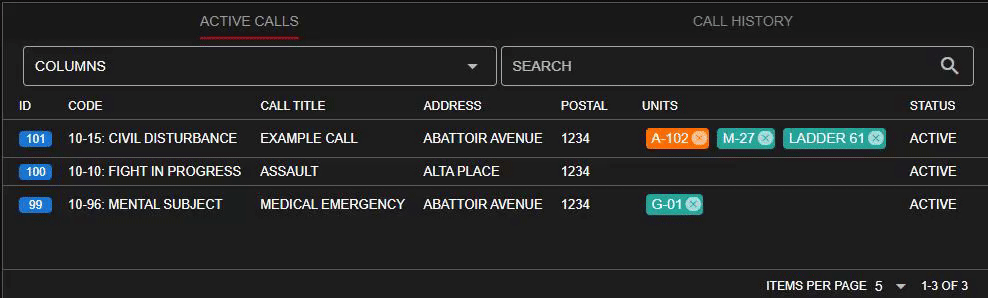 ACTIVE CALLS CALL HISTORY
COLUMNS SEARCH
ID CODE CALL TITLE ADDRESS POSTAL UNITS STATUS
101 10-15: CIVIL DISTURBANCE EXAMPLE CALL ABATTOIR AVENUE 1234 A-102 M-27 LADDER 61 ACTIVE
100 10-10: FIGHT IN PROGRESS ASSAULT ALTA PLACE 1234 ACTIVE
99 10-96: MENTAL SUBJECT MEDICAL EMERGENCY ABATTOIR AVENUE 1234 G-01 ACTIVE
ITEMS PER PAGE 5 1-3 OF 3